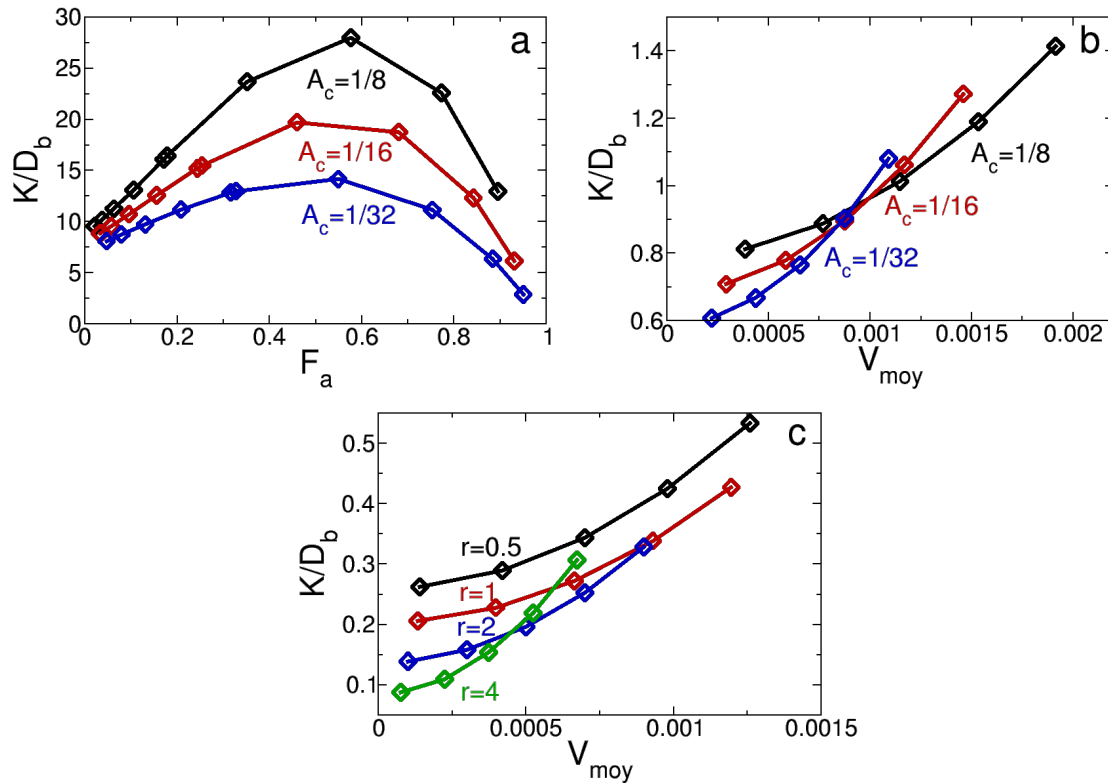 a
K/D_b
30
25
20
15
10
5
0
A_c=1/8
A_c=1/16
A_c=1/32
0 0.2 0.4 0.6 0.8 1
F_a
b
K/D_b
1.4
1.2
1
0.8
0.6
A_c=1/8
A_c=1/16
A_c=1/32
0 0.0005 0.001 0.0015 0.002
V_moy
c
K/D_b
0.5
0.4
0.3
0.2
0.1
r=0.5
r=1
r=2
r=4
0 0.0005 0.001 0.0015
V_moy